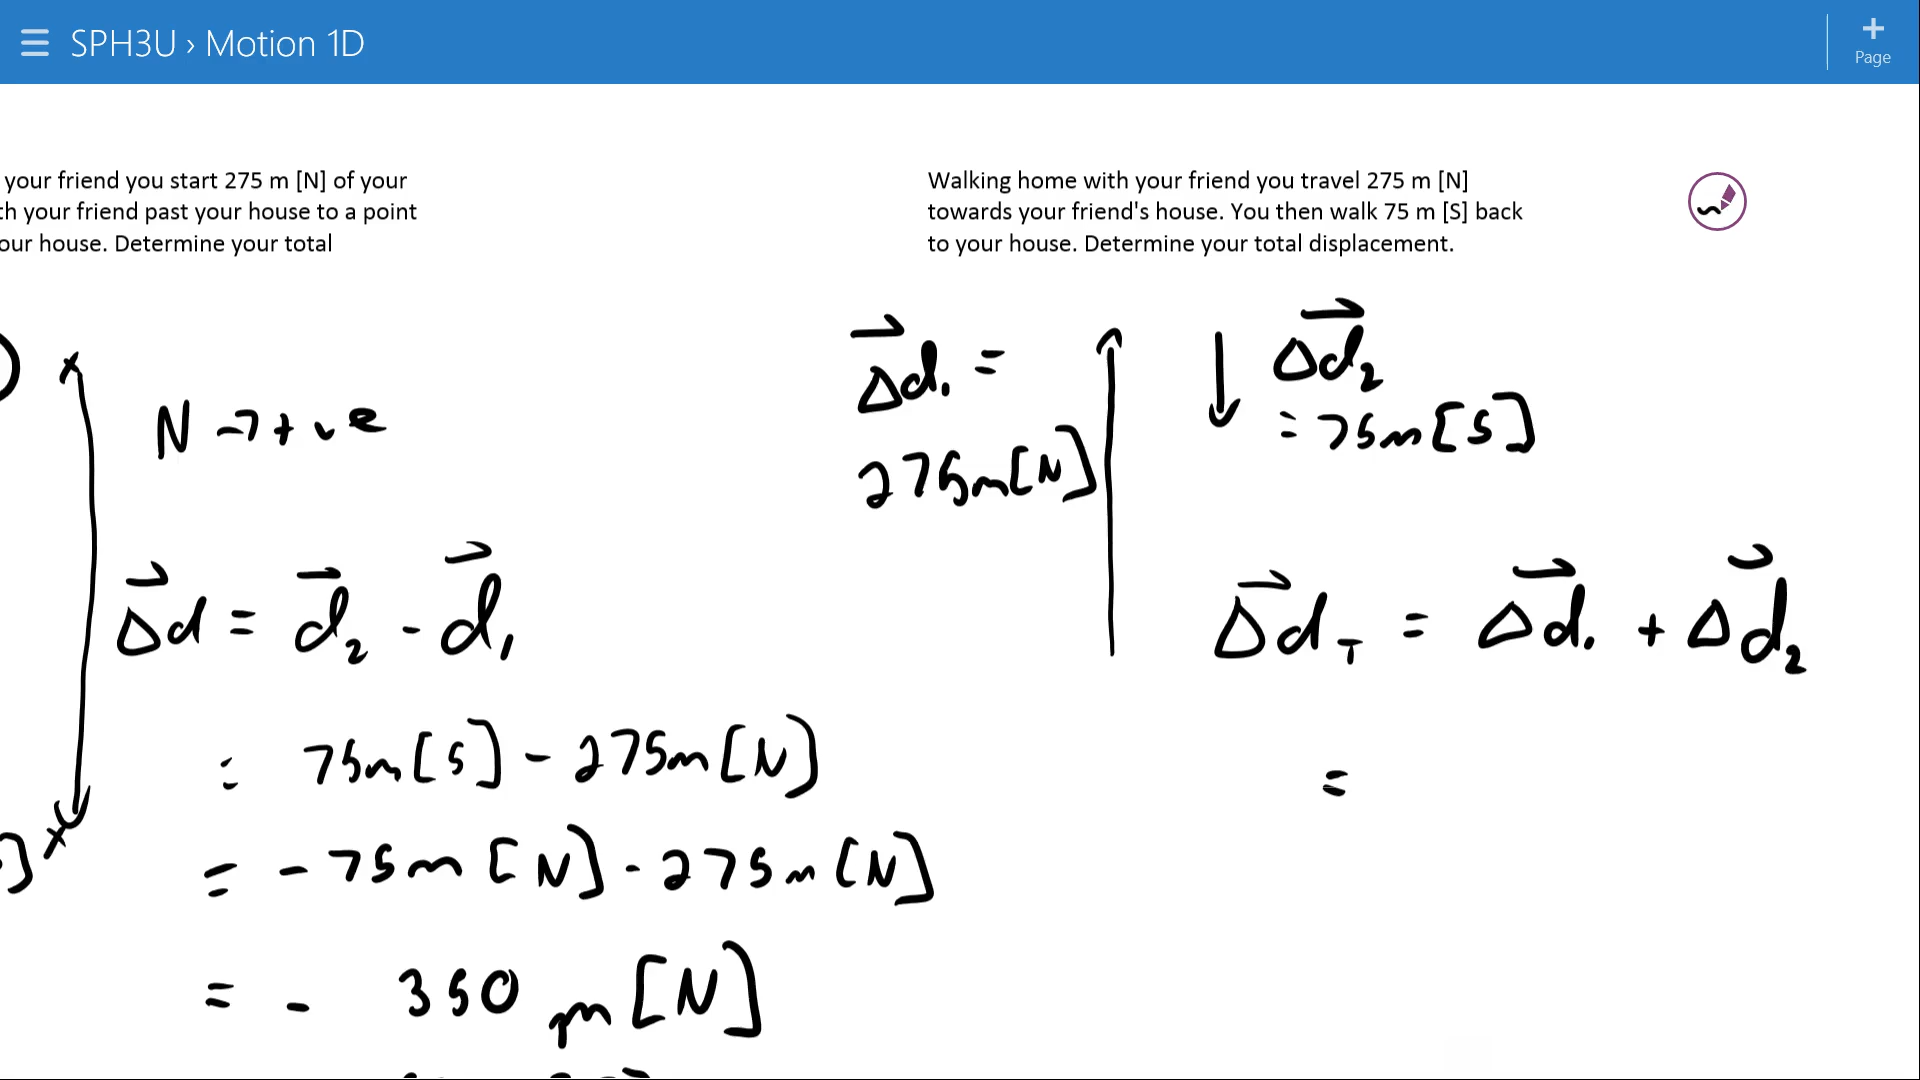 SPH3U › Motion 1D
Page
your friend you start 275 m [N] of your
th your friend past your house to a point
our house. Determine your total
N → +ve
Δd = d₂ - d₁
= 75m[S] - 275m[N]
= -75m [N] - 275m [N]
= - 350 m [N]
Walking home with your friend you travel 275 m [N]
towards your friend's house. You then walk 75 m [S] back
to your house. Determine your total displacement.
Δd₁ =
275m[N]
Δd₂
= 75m[S]
Δd_T = Δd₁ + Δd₂
=